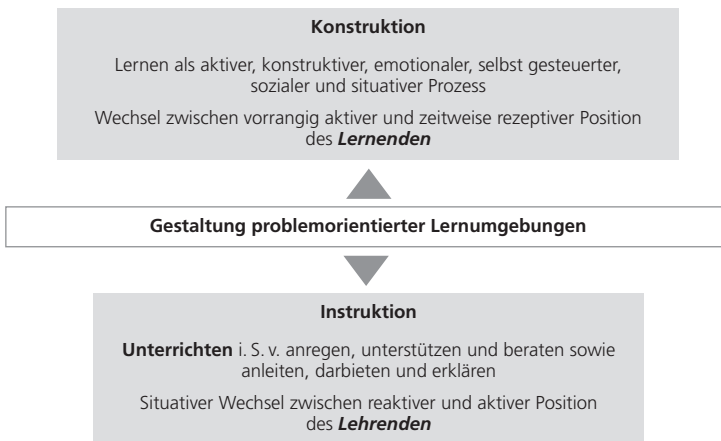 Konstruktion
Lernen als aktiver, konstruktiver, emotionaler, selbst gesteuerter,
sozialer und situativer Prozess
Wechsel zwischen vorrangig aktiver und zeitweise rezeptiver Position
des Lernenden
Gestaltung problemorientierter Lernumgebungen
Instruktion
Unterrichten i. S. v. anregen, unterstützen und beraten sowie
anleiten, darbieten und erklären
Situativer Wechsel zwischen reaktiver und aktiver Position
des Lehrenden